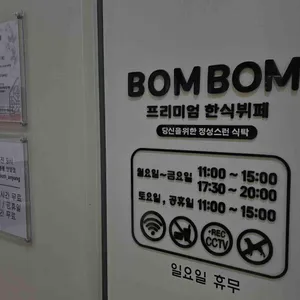 BOMBOM
프리미엄 한식뷔페
당신을위한 정성스런 식탁
월요일~금요일 11:00 ~ 15:00
17:30 ~ 20:00
토요일, 공휴일 11:00 ~ 15:00
REC
CCTV
일요일 휴무